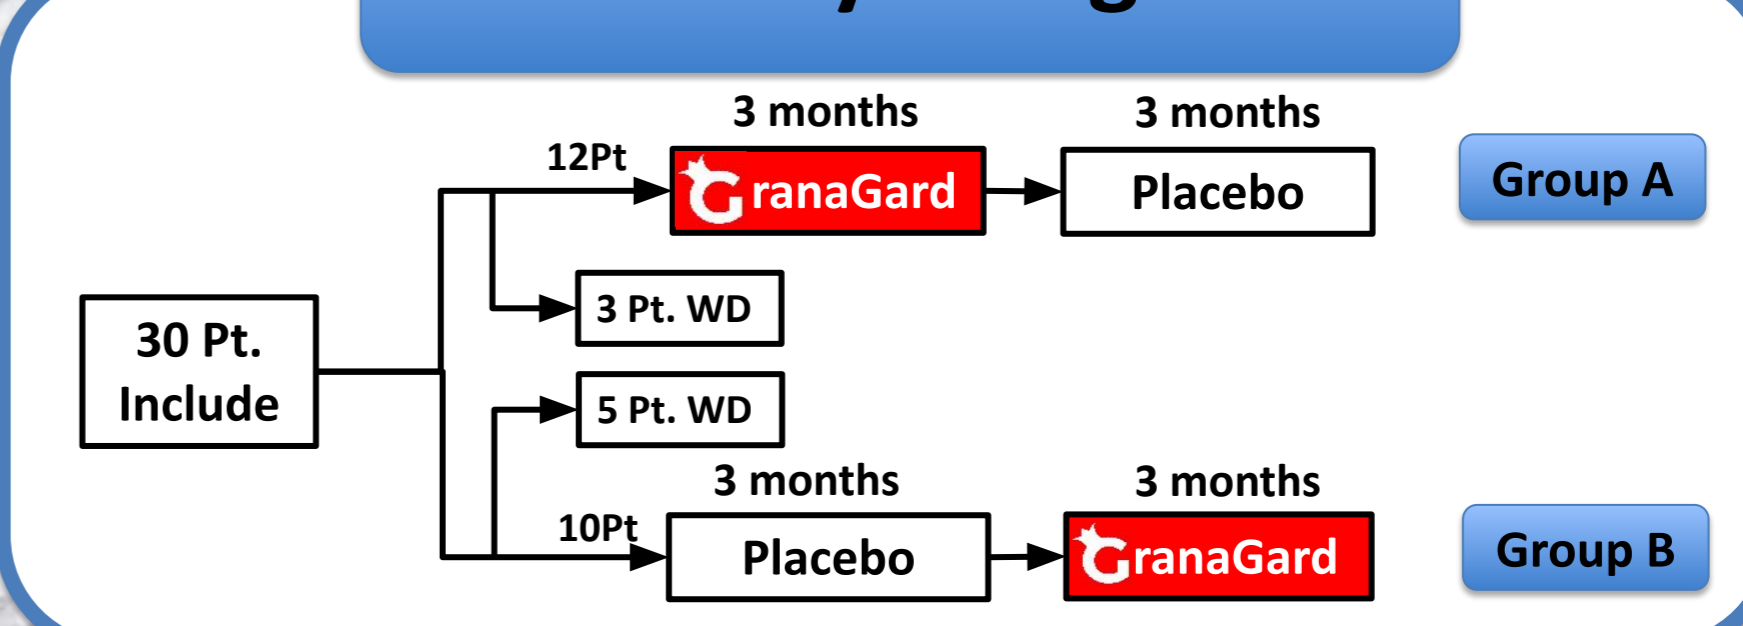 3 months
3 months
12Pt
GranaGard
Placebo
Group A
3 Pt. WD
30 Pt.
Include
5 Pt. WD
3 months
3 months
10Pt
Placebo
GranaGard
Group B